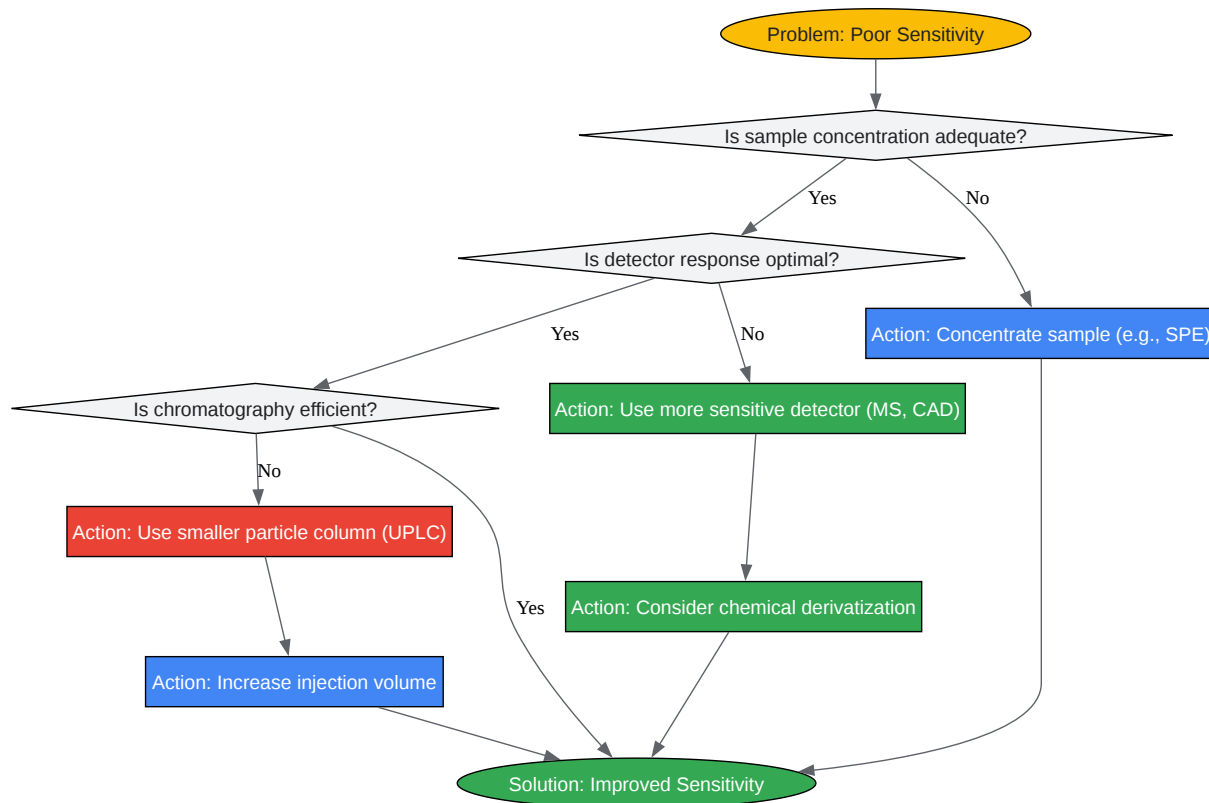 Problem: Poor Sensitivity
Is sample concentration adequate?
Yes
No
Is detector response optimal?
Action: Concentrate sample (e.g., SPE)
Yes
No
Is chromatography efficient?
Action: Use more sensitive detector (MS, CAD)
No
Action: Use smaller particle column (UPLC)
Yes
Action: Consider chemical derivatization
Action: Increase injection volume
Solution: Improved Sensitivity